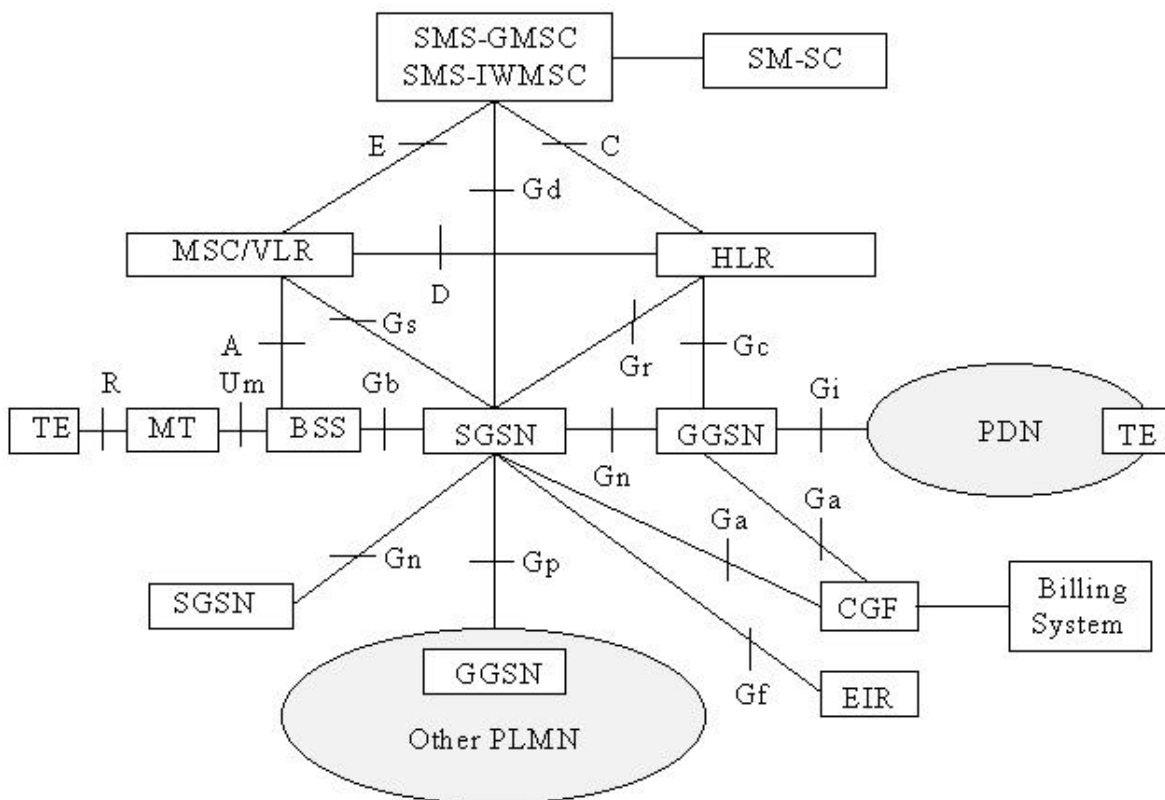 SMS-GMSC
SMS-IWMSC
SM-SC
E
C
Gd
MSC/VLR
HLR
D
Gs
A
Gr
Gc
R
Um
Gb
Gi
TE
MT
BSS
SGSN
GGSN
PDN
TE
Gn
Ga
Ga
Gn
Gp
SGSN
CGF
Billing
System
GGSN
Gf
EIR
Other PLMN